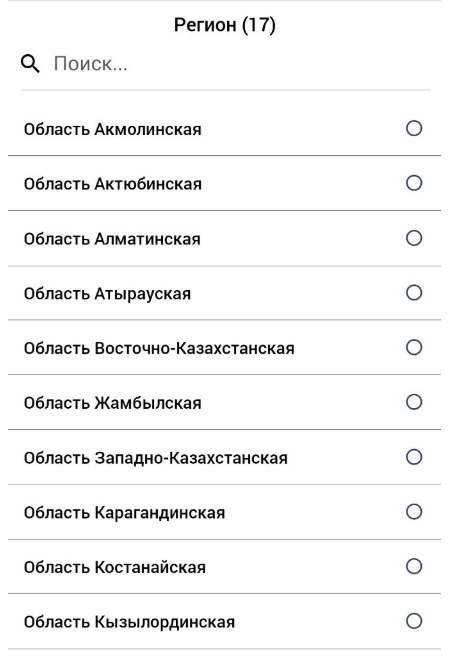 Регион (17)
Поиск...
Область Акмолинская
Область Актюбинская
Область Алматинская
Область Атырауская
Область Восточно-Казахстанская
Область Жамбылская
Область Западно-Казахстанская
Область Карагандинская
Область Костанайская
Область Кызылординская